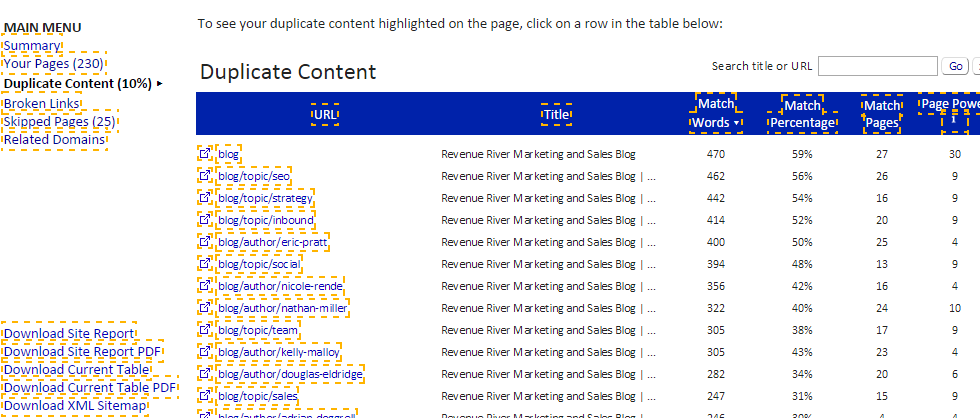 To see your duplicate content highlighted on the page, click on a row in the table below:
MAIN MENU
Summary
Your Pages (230)
Duplicate Content (10%) ▸
Broken Links
Skipped Pages (25)
Related Domains
Download Site Report
Download Site Report PDF
Download Current Table
Download Current Table PDF
Download XML Sitemap
Duplicate Content
Search title or URL Go
URL Title Match Words ▾ Match Percentage Match Pages Page Powe
blog Revenue River Marketing and Sales Blog 470 59% 27 30
blog/topic/seo Revenue River Marketing and Sales Blog | ... 462 56% 26 9
blog/topic/strategy Revenue River Marketing and Sales Blog | ... 442 54% 16 9
blog/topic/inbound Revenue River Marketing and Sales Blog | ... 414 52% 20 9
blog/author/eric-pratt Revenue River Marketing and Sales Blog | ... 400 50% 25 4
blog/topic/social Revenue River Marketing and Sales Blog | ... 394 48% 13 9
blog/author/nicole-rende Revenue River Marketing and Sales Blog | ... 356 42% 16 4
blog/author/nathan-miller Revenue River Marketing and Sales Blog | ... 322 40% 24 10
blog/topic/team Revenue River Marketing and Sales Blog | ... 305 38% 17 9
blog/author/kelly-malloy Revenue River Marketing and Sales Blog | ... 305 43% 23 4
blog/author/douglas-eldridge Revenue River Marketing and Sales Blog | ... 282 34% 20 6
blog/topic/sales Revenue River Marketing and Sales Blog | ... 247 31% 15 9